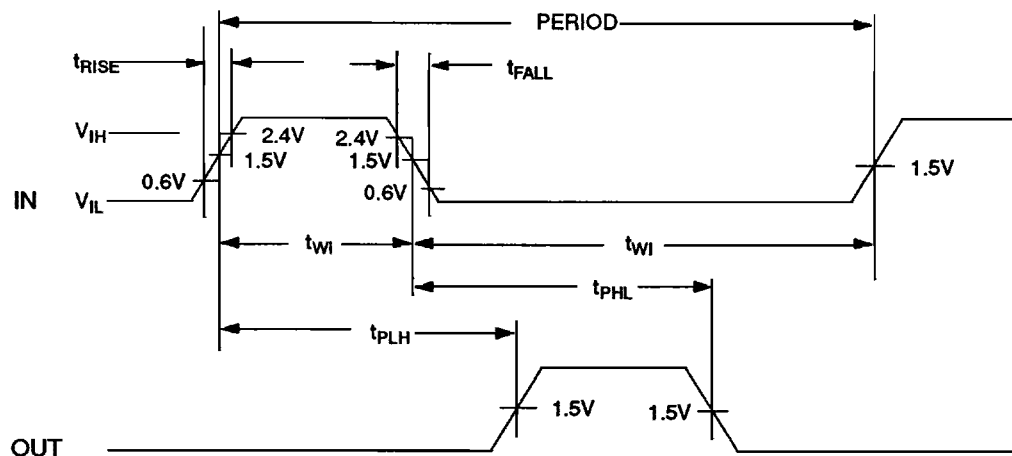 PERIOD
tRISE
tFALL
VIH
2.4V
2.4V
1.5V
1.5V
1.5V
0.6V
0.6V
IN
VIL
tWI
tWI
tPHL
tPLH
1.5V
1.5V
OUT